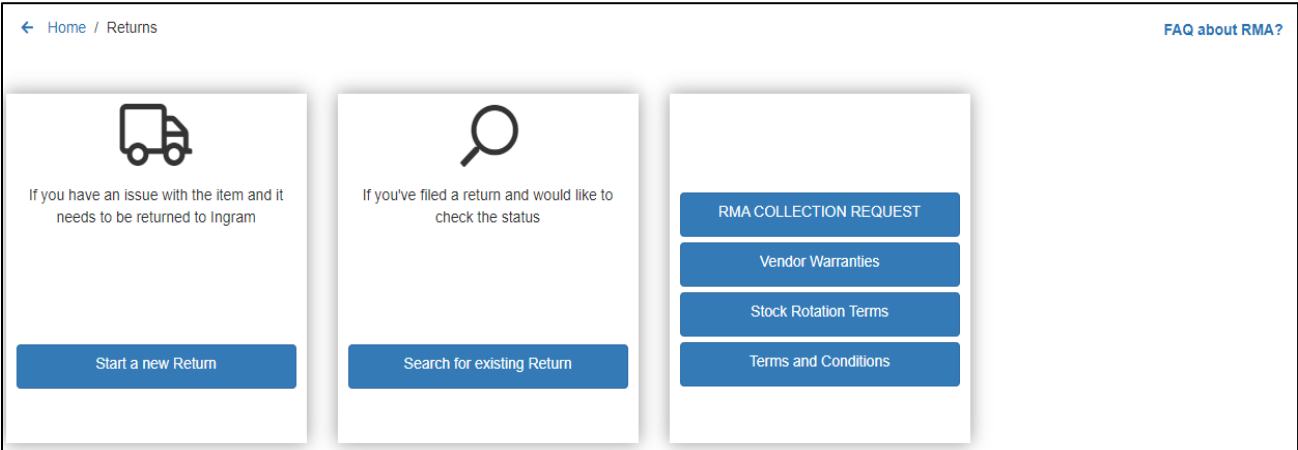 ← Home / Returns
FAQ about RMA?
If you have an issue with the item and it
needs to be returned to Ingram
Start a new Return
If you've filed a return and would like to
check the status
Search for existing Return
RMA COLLECTION REQUEST
Vendor Warranties
Stock Rotation Terms
Terms and Conditions